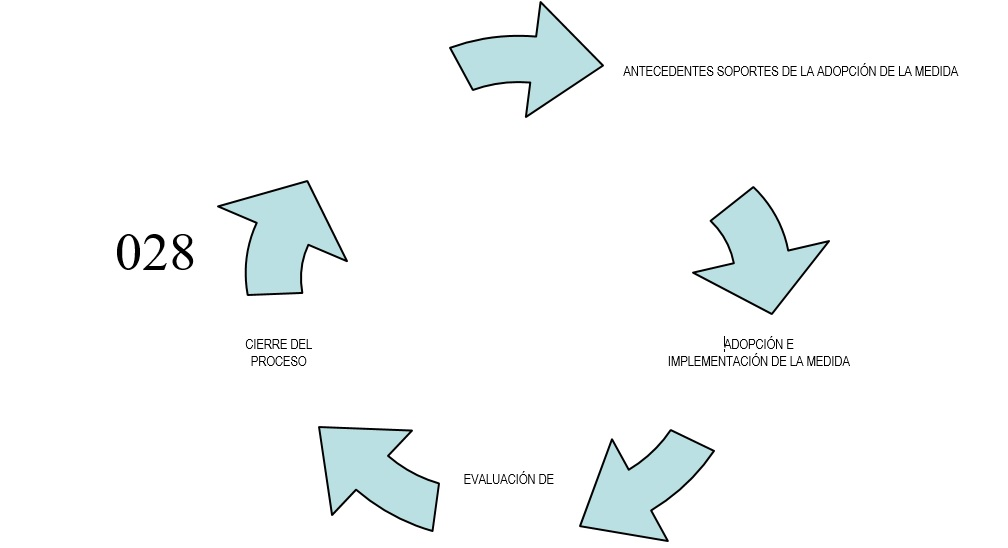 ANTECEDENTES SOPORTES DE LA ADOPCIÓN DE LA MEDIDA
028
CIERRE DEL
PROCESO
ADOPCIÓN E
IMPLEMENTACIÓN DE LA MEDIDA
EVALUACIÓN DE